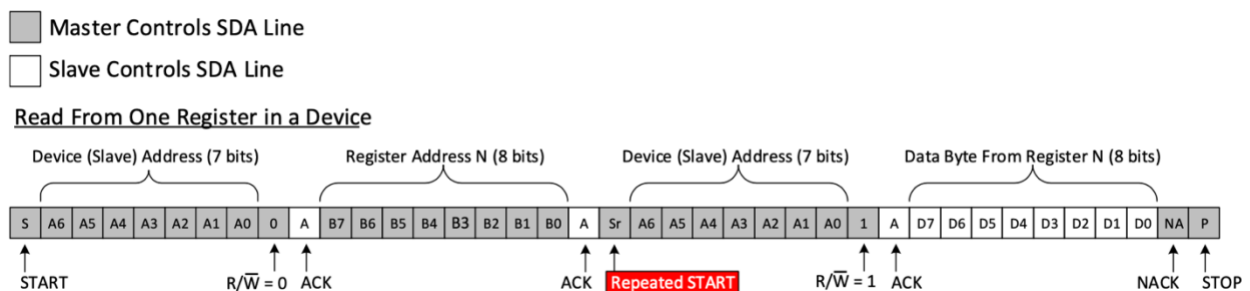 Master Controls SDA Line
Slave Controls SDA Line
Read From One Register in a Device
Device (Slave) Address (7 bits) Register Address N (8 bits) Device (Slave) Address (7 bits) Data Byte From Register N (8 bits)
S A6 A5 A4 A3 A2 A1 A0 0 A B7 B6 B5 B4 B3 B2 B1 B0 A Sr A6 A5 A4 A3 A2 A1 A0 1 A D7 D6 D5 D4 D3 D2 D1 D0 NA P
START R/W̅ = 0 ACK ACK Repeated START R/W̅ = 1 ACK NACK STOP